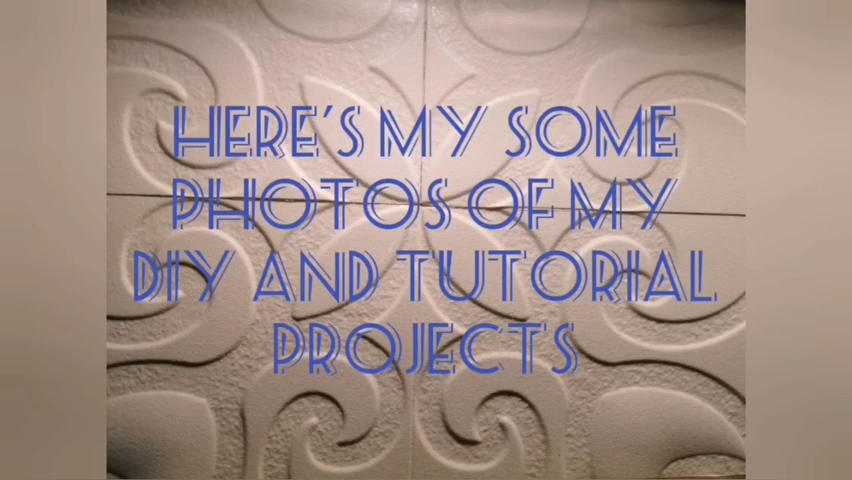 HERE'S MY SOME
PHOTOS OF MY
DIY AND TUTORIAL
PROJECTS